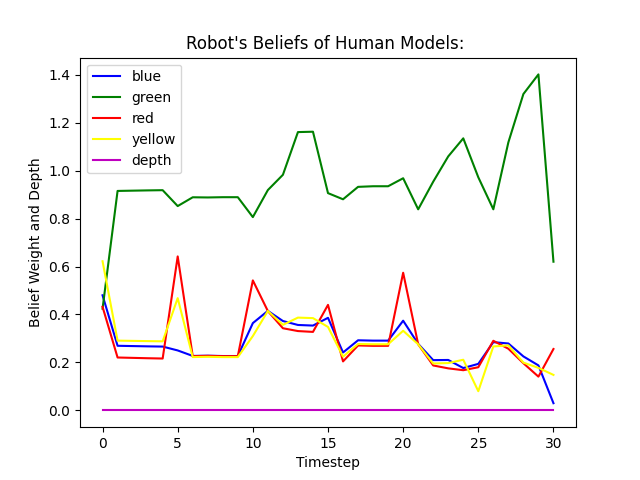 Robot's Beliefs of Human Models:
1.4
1.2
1.0
0.8
0.6
0.4
0.2
0.0
Belief Weight and Depth
blue
green
red
yellow
depth
0 5 10 15 20 25 30
Timestep